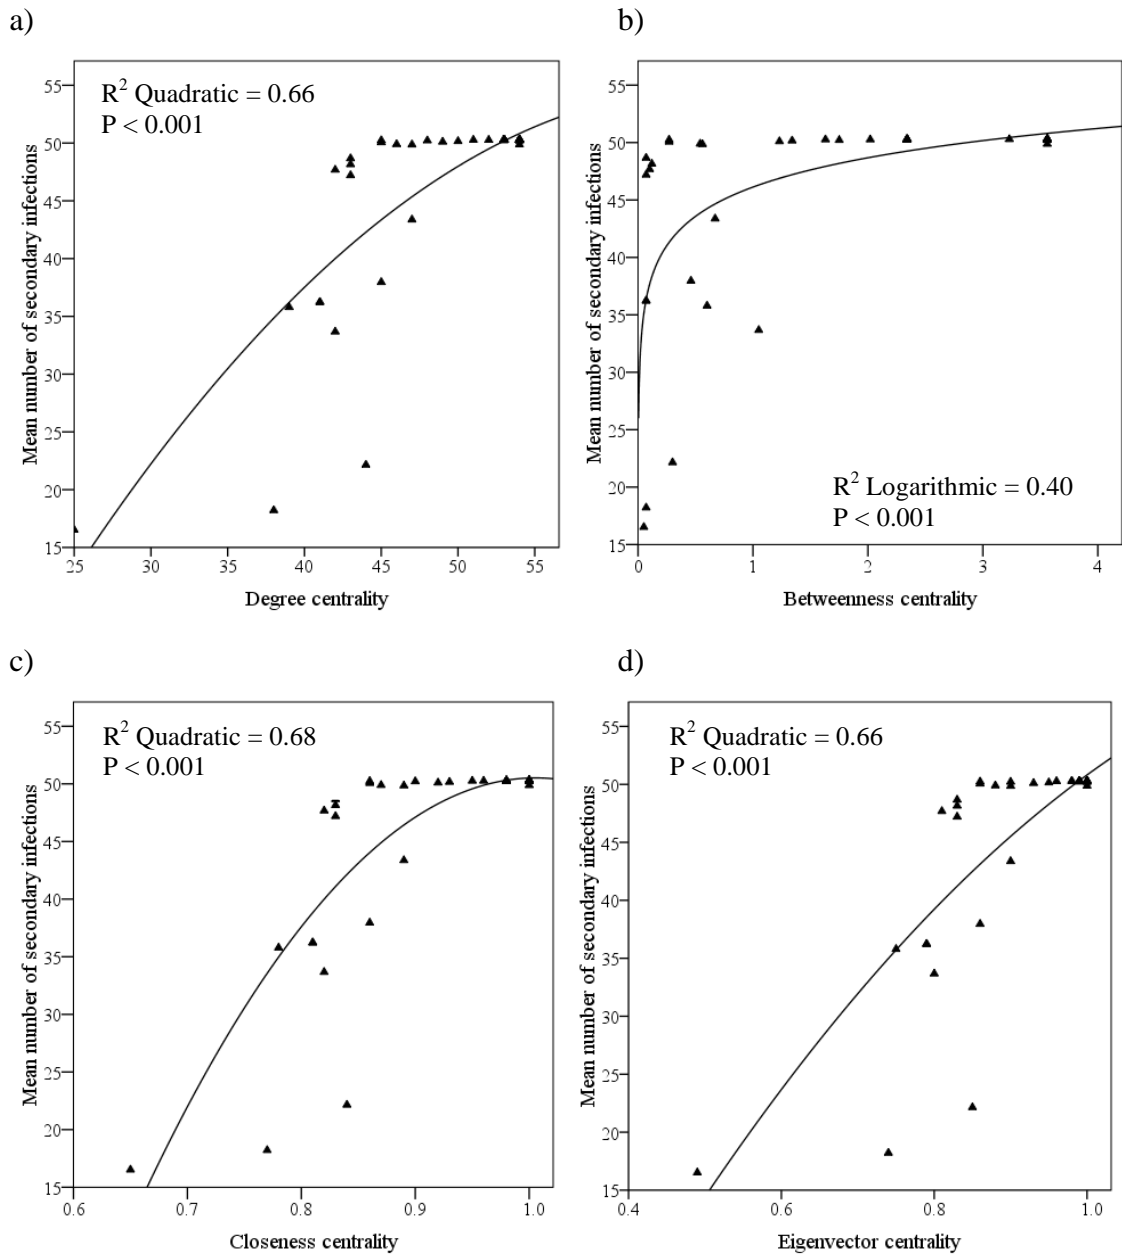 a)
R² Quadratic = 0.66
P < 0.001
Mean number of secondary infections
55
50
45
40
35
30
25
20
15
25
30
35
40
45
50
55
Degree centrality
b)
R² Logarithmic = 0.40
P < 0.001
Mean number of secondary infections
55
50
45
40
35
30
25
20
15
0
1
2
3
4
Betweenness centrality
c)
R² Quadratic = 0.68
P < 0.001
Mean number of secondary infections
55
50
45
40
35
30
25
20
15
0.6
0.7
0.8
0.9
1.0
Closeness centrality
d)
R² Quadratic = 0.66
P < 0.001
Mean number of secondary infections
55
50
45
40
35
30
25
20
15
0.4
0.6
0.8
1.0
Eigenvector centrality